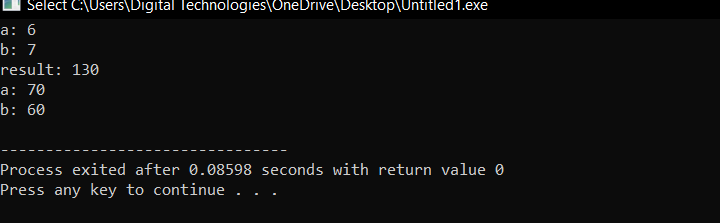 Select C:\Users\Digital Technologies\OneDrive\Desktop\Untitled1.exe
a: 6
b: 7
result: 130
a: 70
b: 60
--------------------------------
Process exited after 0.08598 seconds with return value 0
Press any key to continue . . .